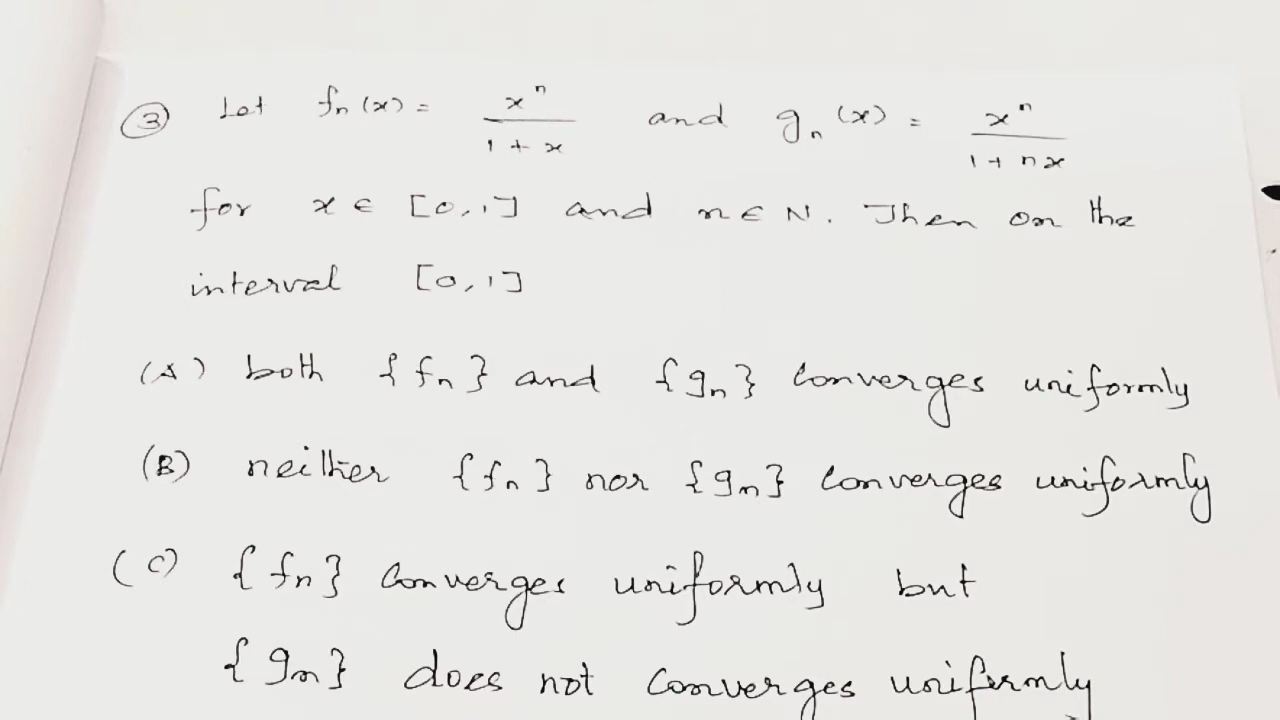 ③ Let fn(x) = xⁿ/(1 + x) and gn(x) = xⁿ/(1 + nx)
for x ∈ [0,1] and n ∈ N. Then on the
interval [0,1]
(A) both {fn} and {gn} converges uniformly
(B) neither {fn} nor {gn} converges uniformly
(C) {fn} converges uniformly but
{gn} does not converges uniformly